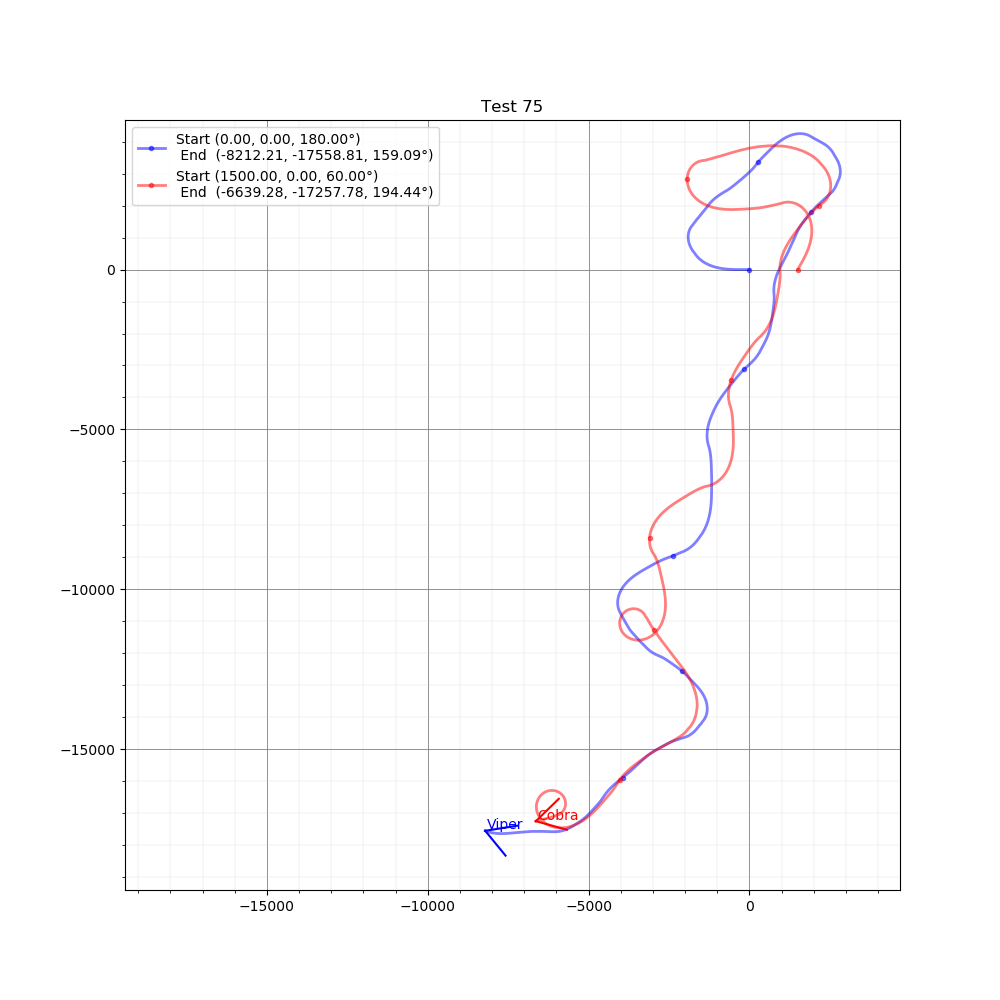 Test 75
Start (0.00, 0.00, 180.00°)
End (-8212.21, -17558.81, 159.09°)
Start (1500.00, 0.00, 60.00°)
End (-6639.28, -17257.78, 194.44°)
0
−5000
−10000
−15000
Cobra
Viper
−15000
−10000
−5000
0